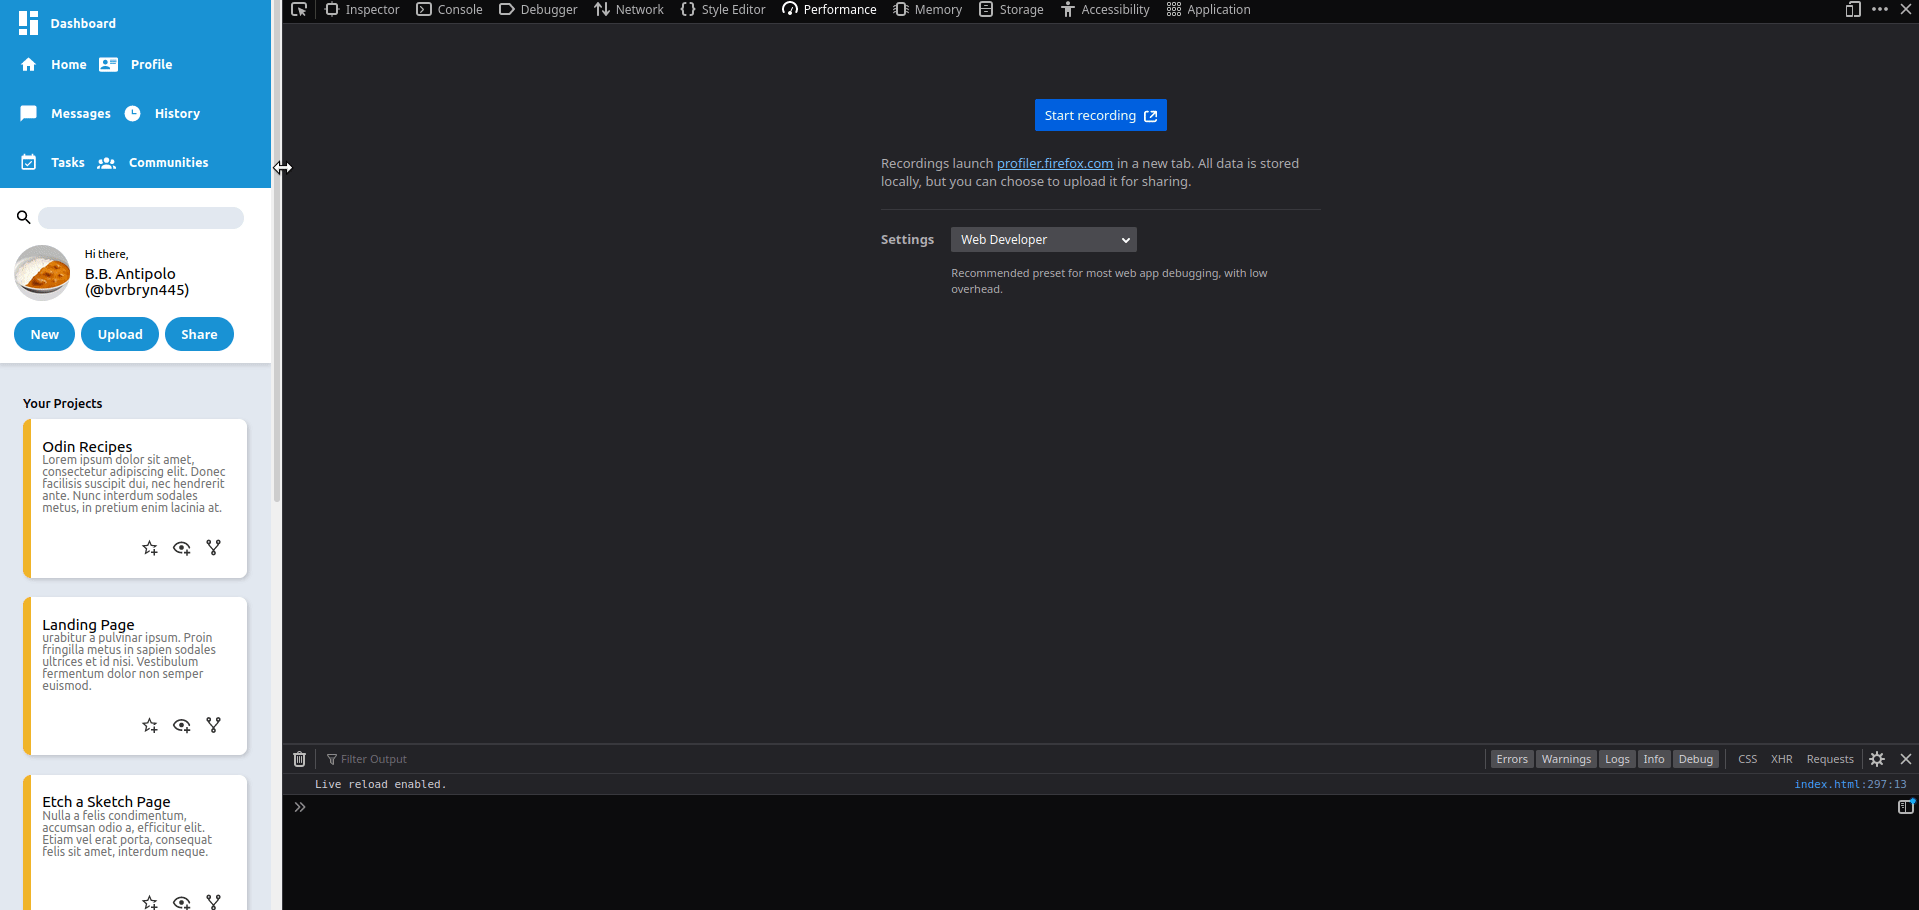 Dashboard
Home Profile
Messages History
Tasks Communities
Hi there,
B.B. Antipolo
(@bvrbryn445)
New Upload Share
Your Projects
Odin Recipes
Lorem ipsum dolor sit amet,
consectetur adipiscing elit. Donec
facilisis suscipit dui, nec hendrerit
ante. Nunc interdum sodales
metus, in pretium enim lacinia at.
Landing Page
urabitur a pulvinar ipsum. Proin
fringilla metus in sapien sodales
ultrices et id nisi. Vestibulum
fermentum dolor non semper
euismod.
Etch a Sketch Page
Nulla a felis condimentum,
accumsan odio a, efficitur elit.
Etiam vel erat porta, consequat
felis sit amet, interdum neque.
Inspector Console Debugger Network Style Editor Performance Memory Storage Accessibility Application
Start recording
Recordings launch profiler.firefox.com in a new tab. All data is stored
locally, but you can choose to upload it for sharing.
Settings Web Developer
Recommended preset for most web app debugging, with low
overhead.
Filter Output Errors Warnings Logs Info Debug CSS XHR Requests
Live reload enabled. index.html:297:13